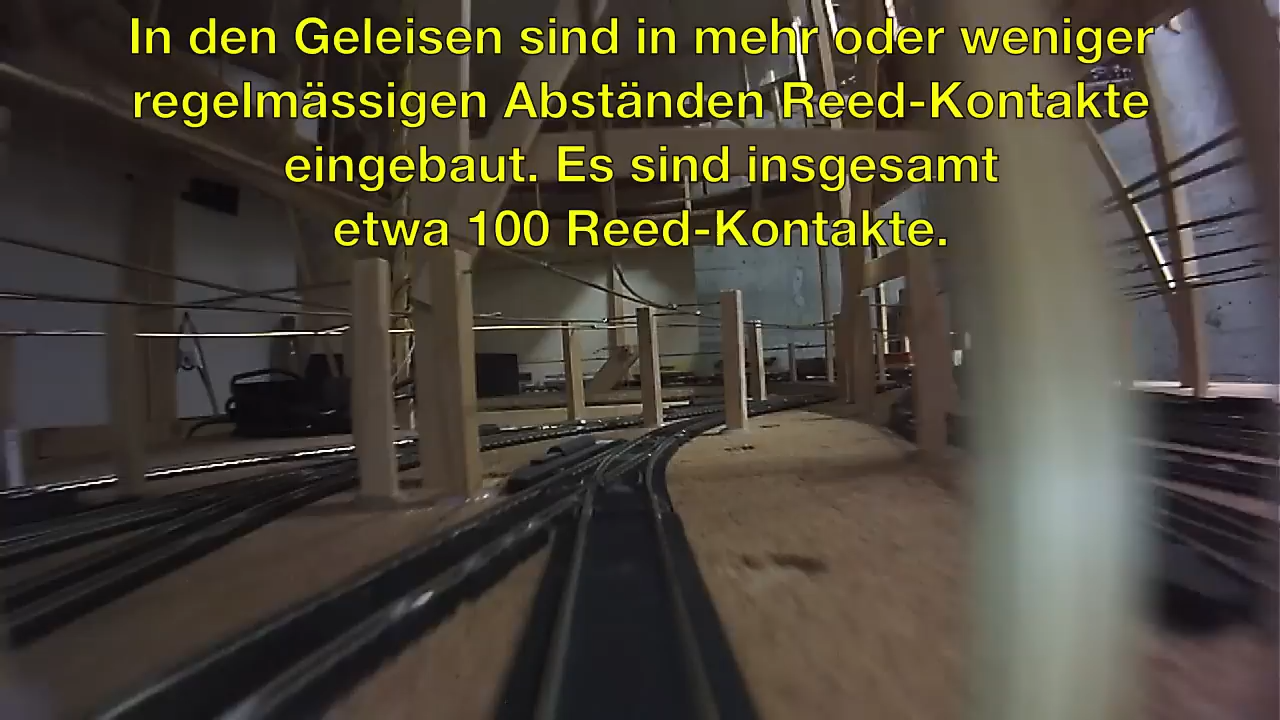 In den Geleisen sind in mehr oder weniger
regelmässigen Abständen Reed-Kontakte
eingebaut. Es sind insgesamt
etwa 100 Reed-Kontakte.